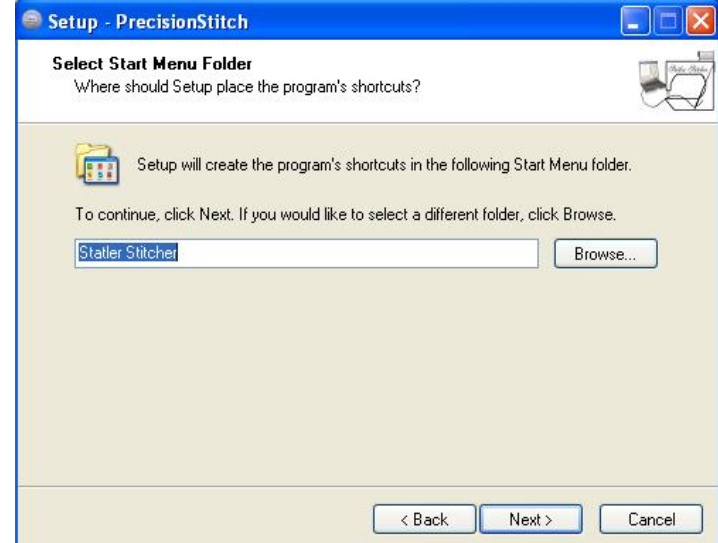 Setup - PrecisionStitch
Select Start Menu Folder
Where should Setup place the program's shortcuts?
Setup will create the program's shortcuts in the following Start Menu folder.
To continue, click Next. If you would like to select a different folder, click Browse.
Statler Stitcher
Browse...
< Back
Next >
Cancel